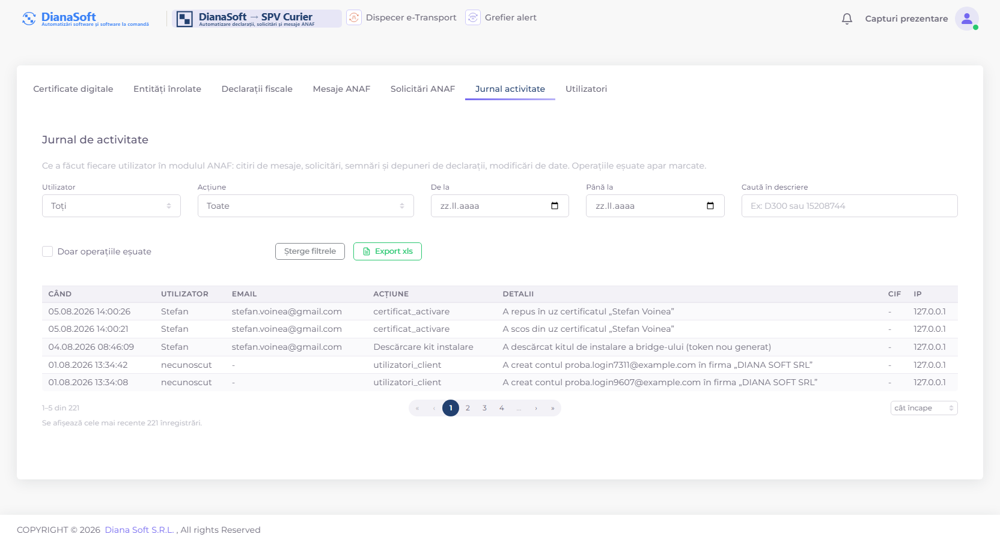 DianaSoft
Automatizări software și software la comandă
DianaSoft → SPV Curier
Automatizare declarații, solicitări și mesaje ANAF
Dispecer e-Transport
Grefier alert
Capturi prezentare
Certificate digitale
Entități înrolate
Declarații fiscale
Mesaje ANAF
Solicitări ANAF
Jurnal activitate
Utilizatori
Jurnal de activitate
Ce a făcut fiecare utilizator în modulul ANAF: citiri de mesaje, solicitări, semnări și depuneri de declarații, modificări de date. Operațiile eșuate apar marcate.
Utilizator
Acțiune
De la
Până la
Caută în descriere
Toți
Toate
zz.ll.aaaa
zz.ll.aaaa
Ex: D300 sau 15208744
Doar operațiile eșuate
Șterge filtrele
Export xls
CÂND UTILIZATOR EMAIL ACȚIUNE DETALII CIF IP
05.08.2026 14:00:26 Stefan stefan.voinea@gmail.com certificat_activare A repus în uz certificatul „Stefan Voinea” - 127.0.0.1
05.08.2026 14:00:21 Stefan stefan.voinea@gmail.com certificat_activare A scos din uz certificatul „Stefan Voinea” - 127.0.0.1
04.08.2026 08:46:09 Stefan stefan.voinea@gmail.com Descărcare kit instalare A descărcat kitul de instalare a bridge-ului (token nou generat) - 127.0.0.1
01.08.2026 13:34:42 necunoscut - utilizatori_client A creat contul proba.login7311@example.com în firma „DIANA SOFT SRL” - 127.0.0.1
01.08.2026 13:34:08 necunoscut - utilizatori_client A creat contul proba.login9607@example.com în firma „DIANA SOFT SRL” - 127.0.0.1
1–5 din 221
« ‹ 1 2 3 4 ... › »
cât încape
Se afișează cele mai recente 221 înregistrări.
COPYRIGHT © 2026 Diana Soft S.R.L. , All rights Reserved